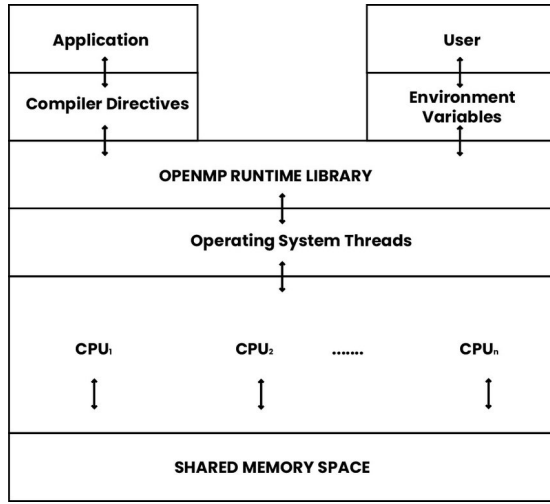 Application
User
Compiler Directives
Environment
Variables
OPENMP RUNTIME LIBRARY
Operating System Threads
CPU₁ CPU₂ ....... CPUₙ
SHARED MEMORY SPACE